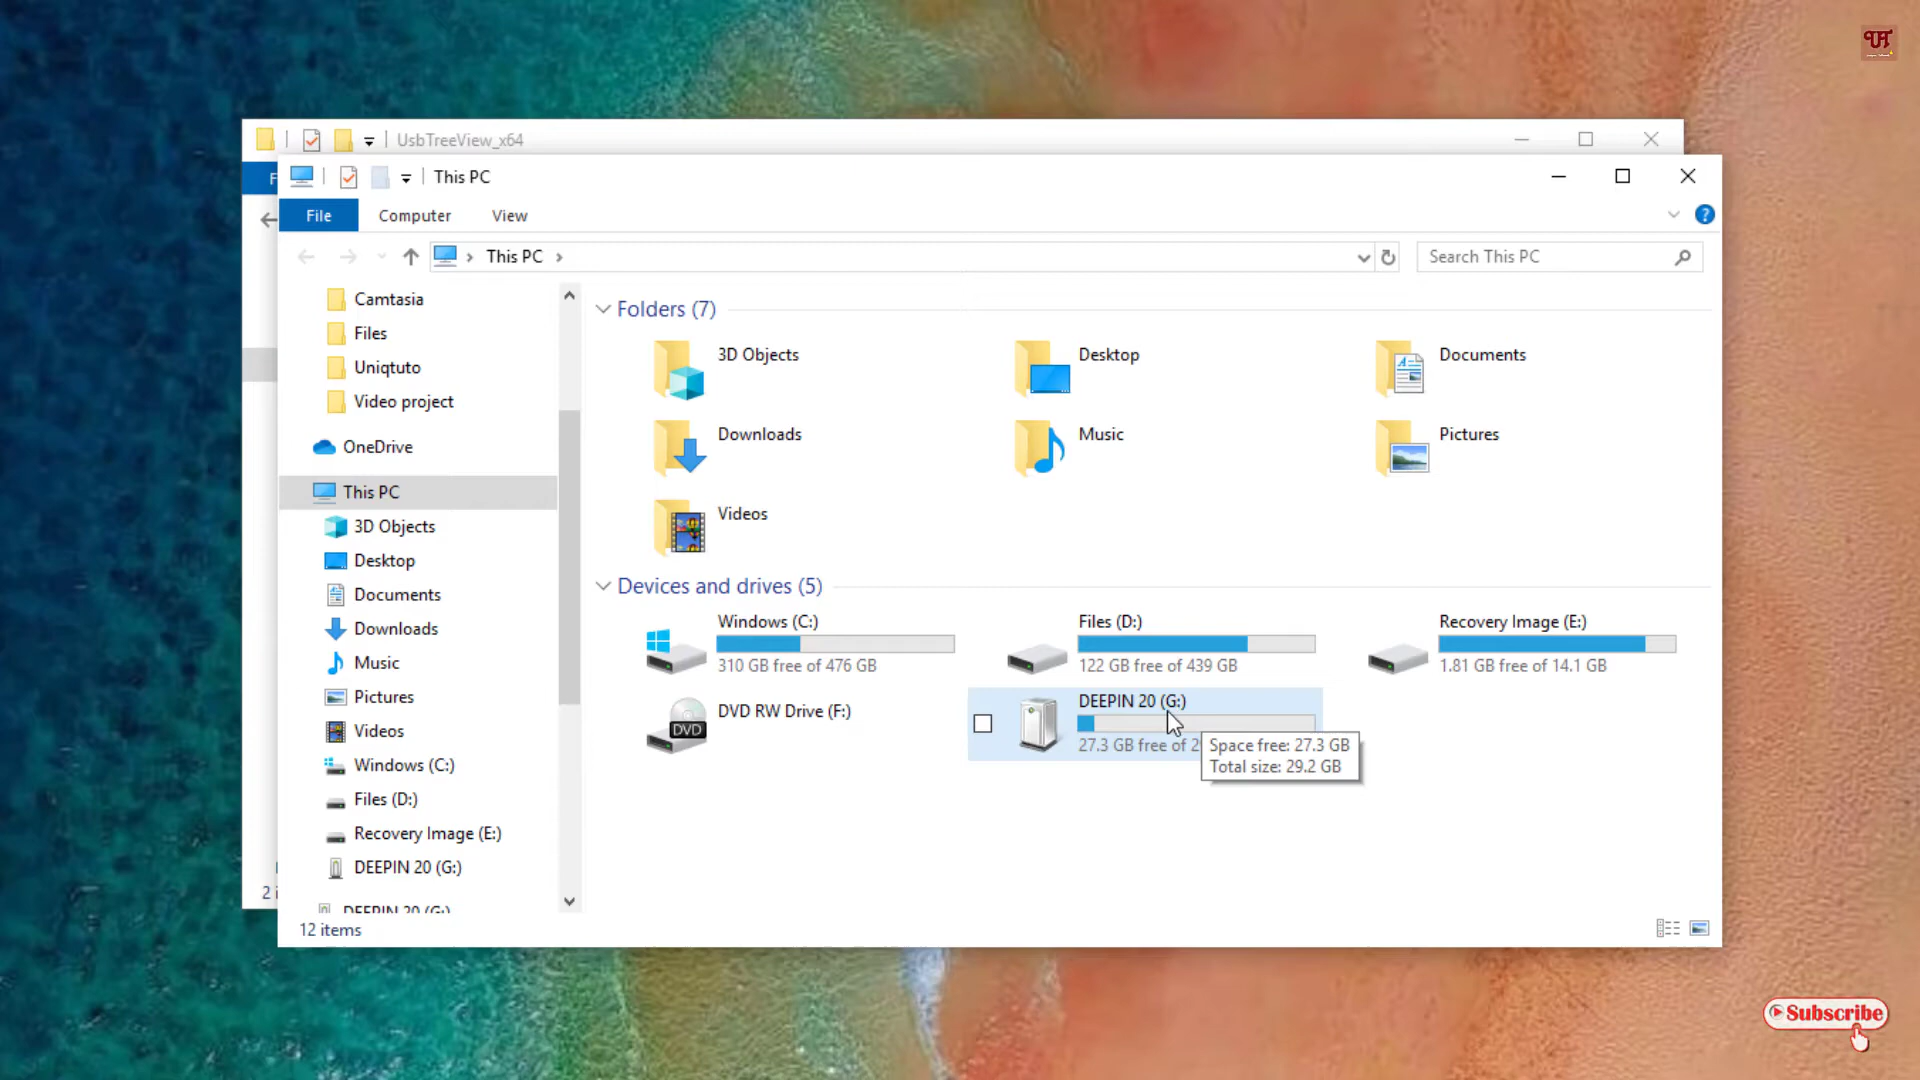 UT
UsbTreeView_x64
This PC
File Computer View
This PC
Search This PC
Camtasia
Files
Uniqtuto
Video project
OneDrive
This PC
3D Objects
Desktop
Documents
Downloads
Music
Pictures
Videos
Windows (C:)
Files (D:)
Recovery Image (E:)
DEEPIN 20 (G:)
DEEPIN 20 (G:)
Folders (7)
3D Objects
Desktop
Documents
Downloads
Music
Pictures
Videos
Devices and drives (5)
Windows (C:)
310 GB free of 476 GB
Files (D:)
122 GB free of 439 GB
Recovery Image (E:)
1.81 GB free of 14.1 GB
DVD RW Drive (F:)
DVD
DEEPIN 20 (G:)
27.3 GB free of
Space free: 27.3 GB
Total size: 29.2 GB
12 items
Subscribe